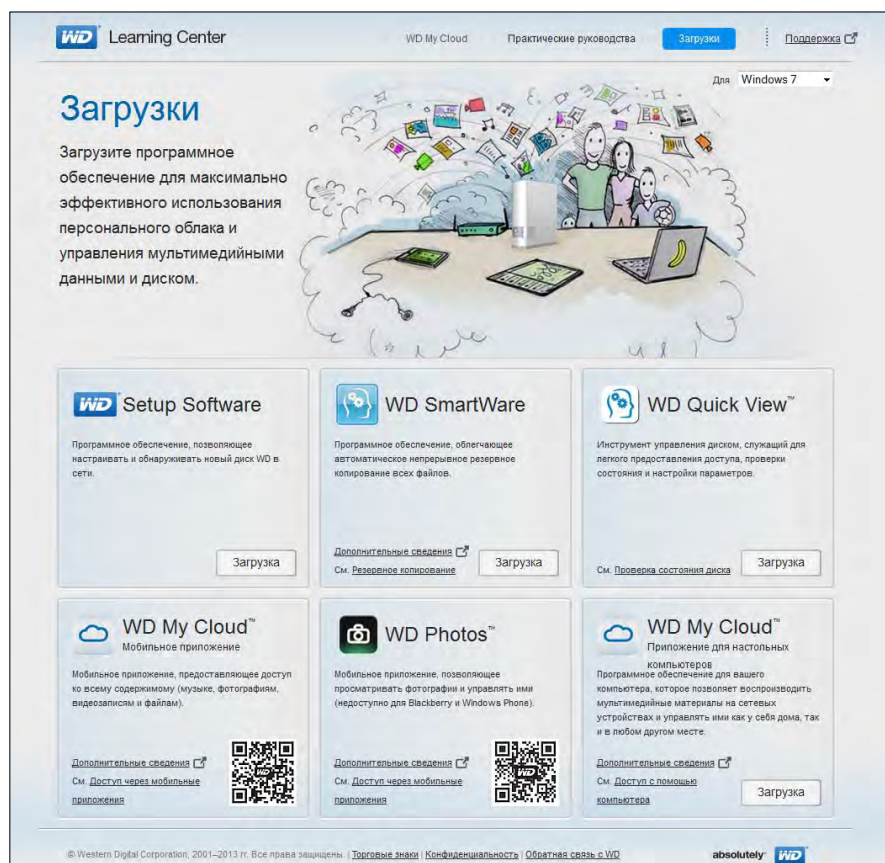 WD Learning Center
WD My Cloud
Практические руководства
Загрузки
Поддержка
Для Windows 7
Загрузки
Загрузите программное
обеспечение для максимально
эффективного использования
персонального облака и
управления мультимедийными
данными и диском.
WD Setup Software
Программное обеспечение, позволяющее
настраивать и обнаруживать новый диск WD в
сети.
Загрузка
WD SmartWare
Программное обеспечение, облегчающее
автоматическое непрерывное резервное
копирование всех файлов.
Дополнительные сведения
См. Резервное копирование
Загрузка
WD Quick View™
Инструмент управления диском, служащий для
легкого предоставления доступа, проверки
состояния и настройки параметров.
См. Проверка состояния диска
Загрузка
WD My Cloud™
Мобильное приложение
Мобильное приложение, предоставляющее доступ
ко всему содержимому (музыке, фотографиям,
видеозаписям и файлам).
Дополнительные сведения
См. Доступ через мобильные
приложения
WD
WD Photos™
Мобильное приложение, позволяющее
просматривать фотографии и управлять ими
(недоступно для Blackberry и Windows Phone).
Дополнительные сведения
См. Доступ через мобильные
приложения
WD
WD My Cloud™
Приложение для настольных
компьютеров
Программное обеспечение для вашего
компьютера, которое позволяет воспроизводить
мультимедийные материалы на сетевых
устройствах и управлять ими как у себя дома, так
и в любом другом месте.
Дополнительные сведения
См. Доступ с помощью
компьютера
Загрузка
© Western Digital Corporation, 2001–2013 гг. Все права защищены. | Торговые знаки | Конфиденциальность | Обратная связь с WD
absolutely WD